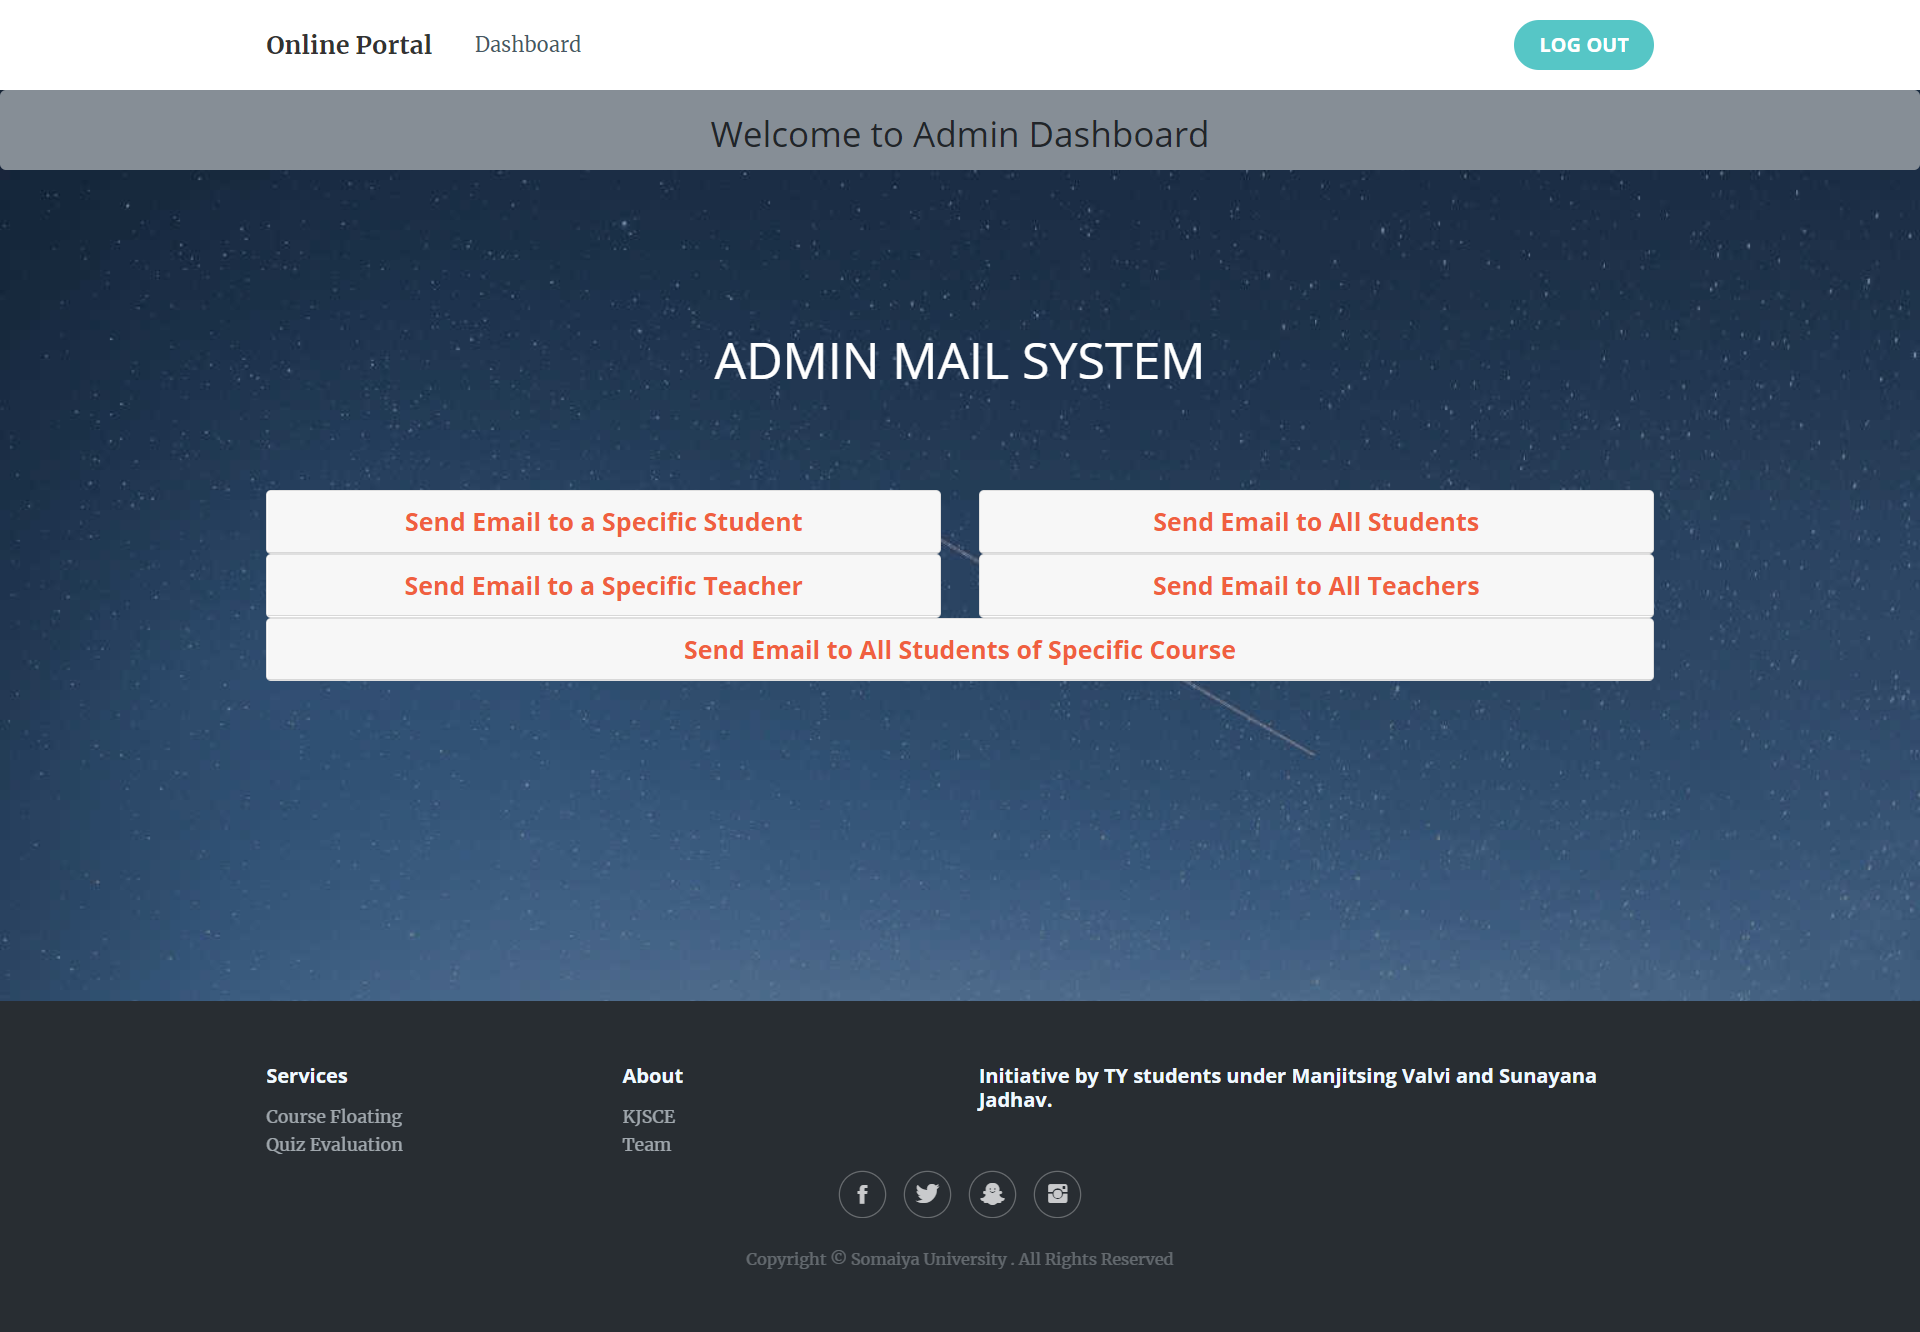 Online Portal
Dashboard
LOG OUT
Welcome to Admin Dashboard
ADMIN MAIL SYSTEM
Send Email to a Specific Student
Send Email to All Students
Send Email to a Specific Teacher
Send Email to All Teachers
Send Email to All Students of Specific Course
Services
Course Floating
Quiz Evaluation
About
KJSCE
Team
Initiative by TY students under Manjitsing Valvi and Sunayana
Jadhav.
Copyright © Somaiya University . All Rights Reserved